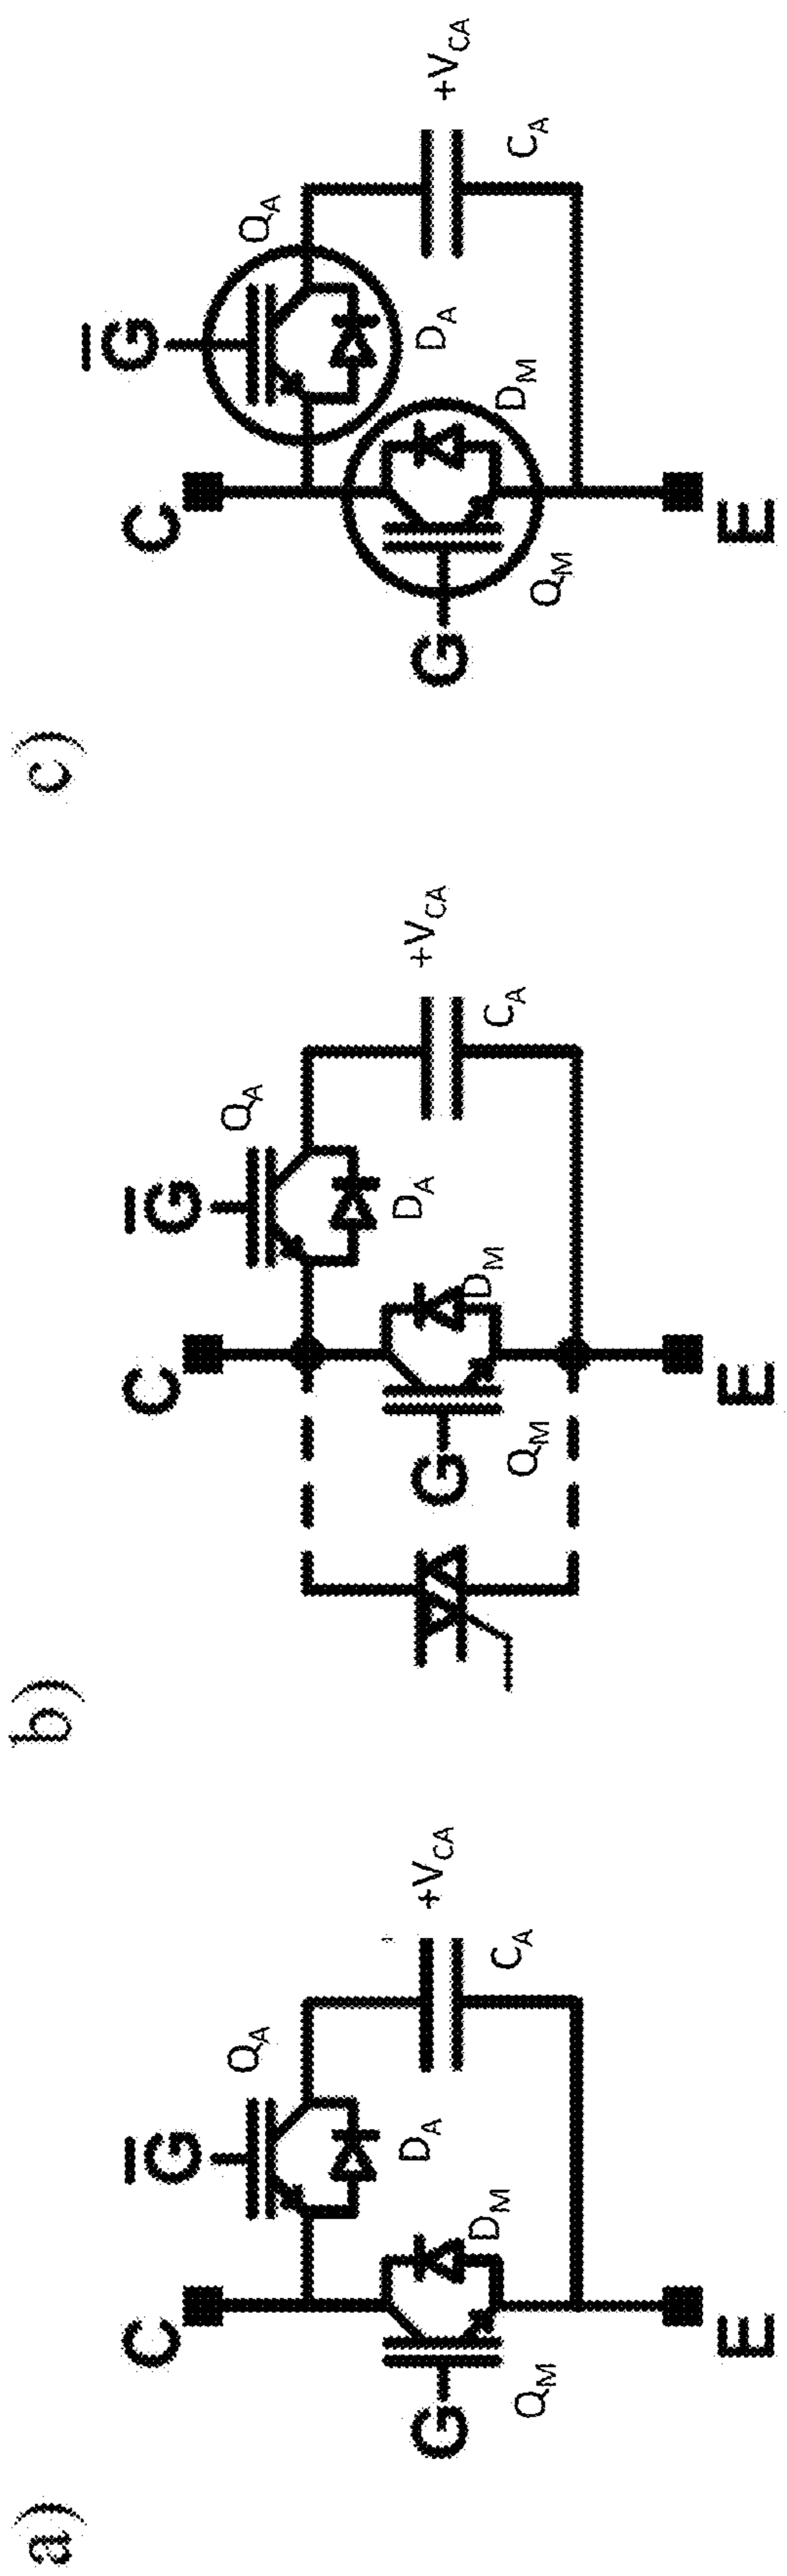 a)
C
G̅
Q_A
D_A
+V_CA
C_A
G
Q_M
D_M
E
b)
C
G̅
Q_A
D_A
+V_CA
C_A
G
Q_M
D_M
E
c)
C
G̅
Q_A
D_A
+V_CA
C_A
G
Q_M
D_M
E